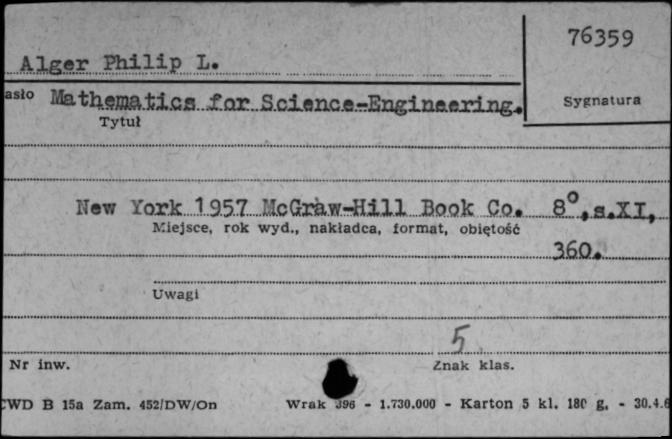 76359
Alger Philip L.
asło Mathematics for Science-Engineering.
Sygnatura
Tytuł
New York 1957 McGraw-Hill Book Co. 8°,s.XI,
Miejsce, rok wyd., nakładca, format, objętość
360.
Uwagi
5
Nr inw.
Znak klas.
CWD B 15a Zam. 452/DW/On Wrak 396 - 1.730.000 - Karton 5 kl. 180 g. - 30.4.6